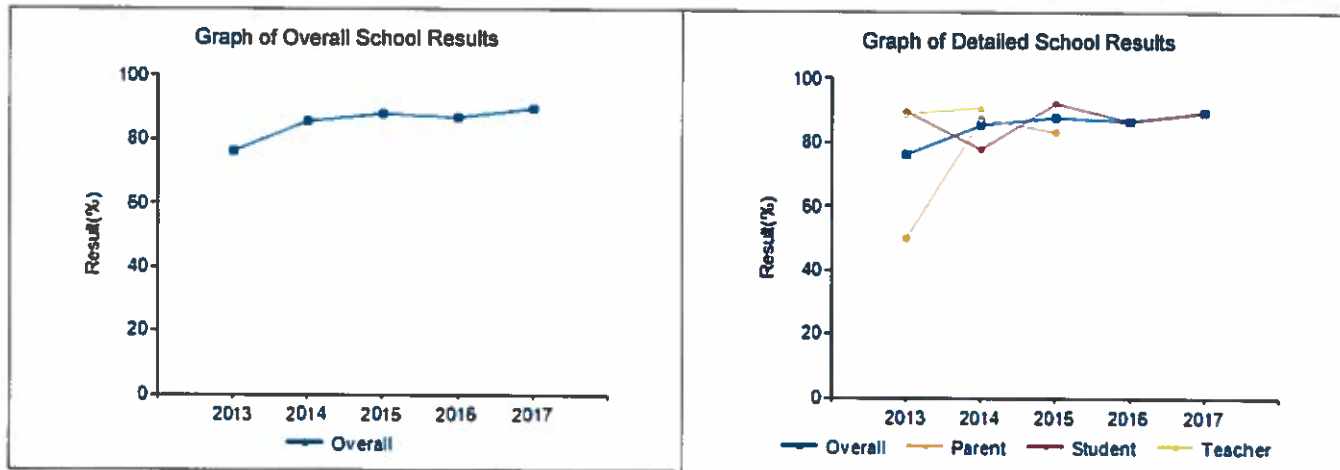 Graph of Overall School Results
Result(%)
100
80
60
40
20
0
2013 2014 2015 2016 2017
Overall
Graph of Detailed School Results
Result(%)
100
80
60
40
20
0
2013 2014 2015 2016 2017
Overall Parent Student Teacher